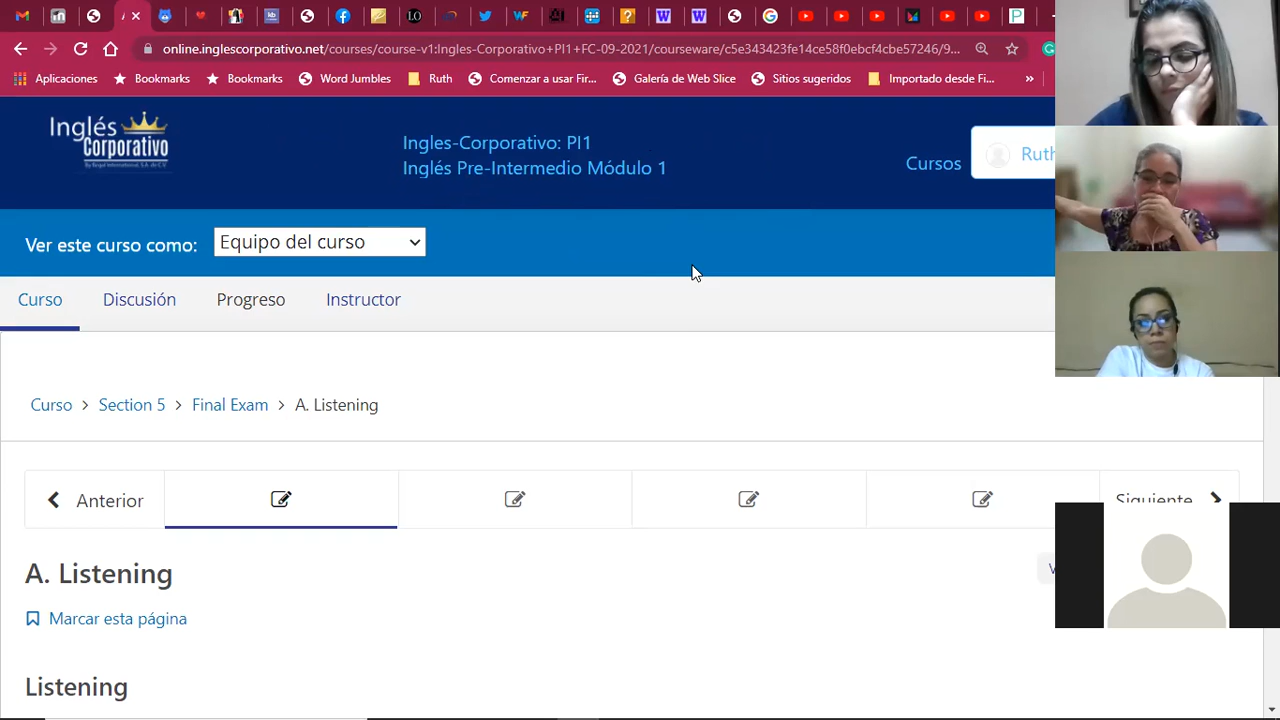 online.inglescorporativo.net/courses/course-v1:Ingles-Corporativo+PI1+FC-09-2021/courseware/c5e343423fe14ce58f0ebcf4cbe57246/9...
Aplicaciones Bookmarks Bookmarks Word Jumbles Ruth Comenzar a usar Fir... Galería de Web Slice Sitios sugeridos Importado desde Fi... »
Inglés
Corporativo
Ingles-Corporativo: PI1
Inglés Pre-Intermedio Módulo 1
Cursos
Ruth
Ver este curso como: Equipo del curso
Curso Discusión Progreso Instructor
Curso > Section 5 > Final Exam > A. Listening
Anterior
Siguiente
A. Listening
Marcar esta página
Listening